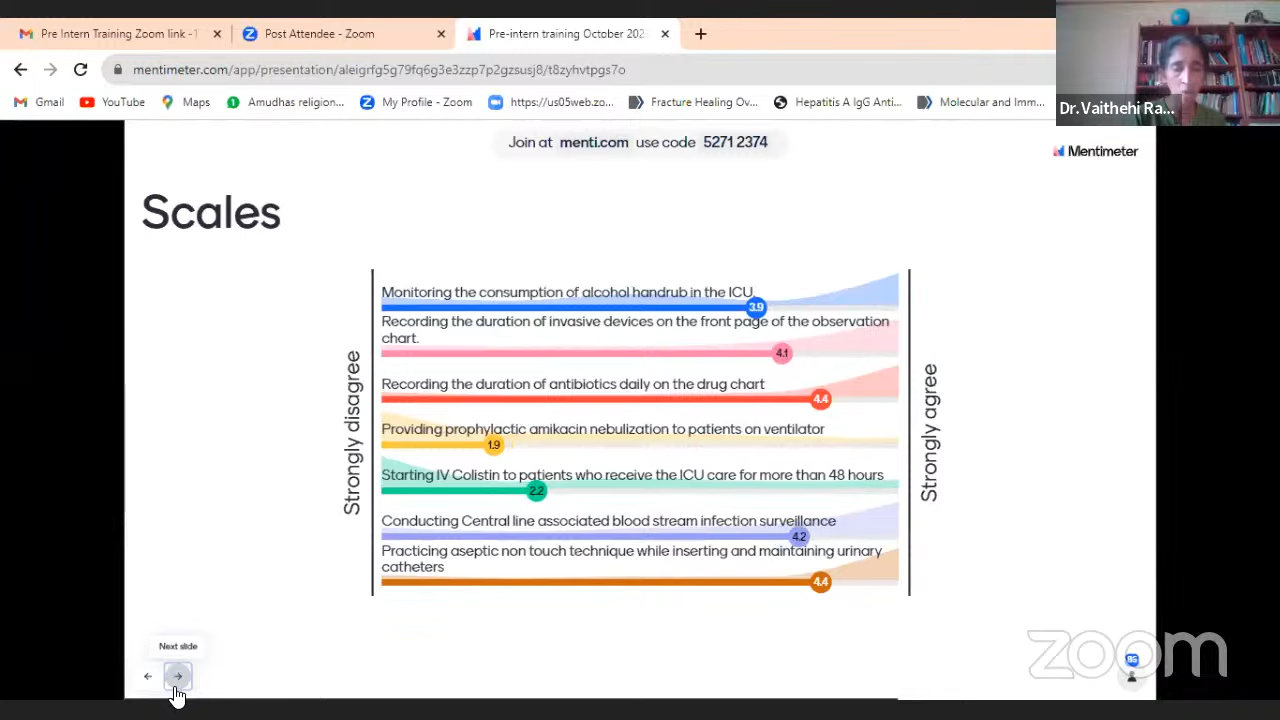 Pre Intern Training Zoom link - 1
Post Attendee - Zoom
Pre-intern training October 202
mentimeter.com/app/presentation/aleigrfg5g79fq6g3e3zzp7p2gzsusj8/t8zyhvtpgs7o
Gmail
YouTube
Maps
Amudhas religion...
My Profile - Zoom
https://us05web.zo...
Fracture Healing Ov...
Hepatitis A IgG Anti...
Molecular and Imm...
Dr.Vaithehi Ra...
Join at menti.com use code 5271 2374
Mentimeter
Scales
Strongly disagree
Monitoring the consumption of alcohol handrub in the ICU
3.9
Recording the duration of invasive devices on the front page of the observation
chart.
4.1
Recording the duration of antibiotics daily on the drug chart
4.4
Providing prophylactic amikacin nebulization to patients on ventilator
1.9
Starting IV Colistin to patients who receive the ICU care for more than 48 hours
2.2
Conducting Central line associated blood stream infection surveillance
4.2
Practicing aseptic non touch technique while inserting and maintaining urinary
catheters
4.4
Strongly agree
Next slide
zoom